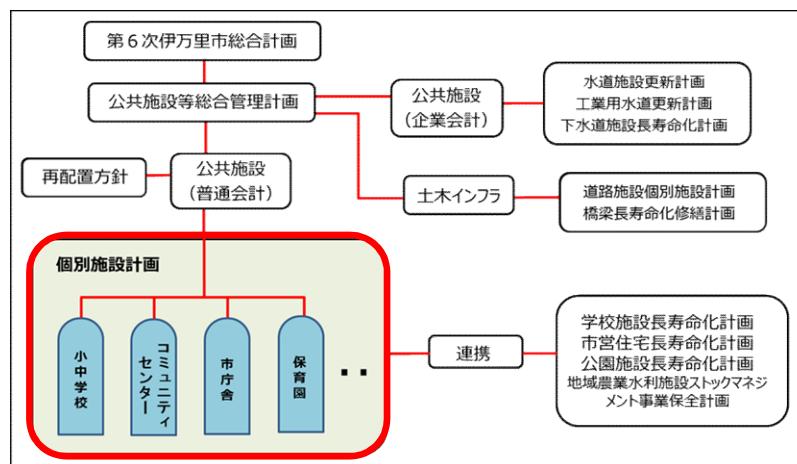 第６次伊万里市総合計画
公共施設等総合管理計画
公共施設
（企業会計）
水道施設更新計画
工業用水道更新計画
下水道施設長寿命化計画
再配置方針
公共施設
（普通会計）
土木インフラ
道路施設個別施設計画
橋梁長寿命化修繕計画
個別施設計画
小中学校
コミュニティ
センター
市庁舎
保育園
・・
連携
学校施設長寿命化計画
市営住宅長寿命化計画
公園施設長寿命化計画
地域農業水利施設ストックマネジ
メント事業保全計画